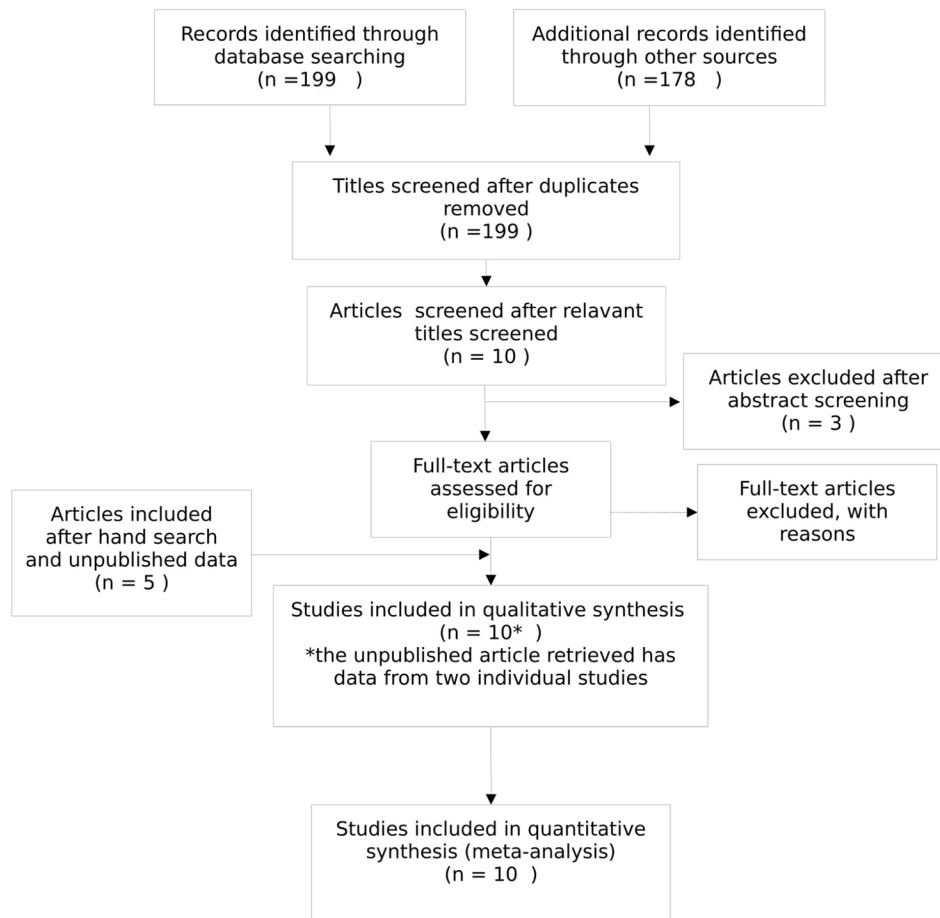 Records identified through
database searching
(n =199   )
Additional records identified
through other sources
(n =178   )
Titles screened after duplicates
removed
(n =199 )
Articles  screened after relavant
titles screened
(n = 10 )
Articles excluded after
abstract screening
(n = 3 )
Full-text articles
assessed for
eligibility
Full-text articles
excluded, with
reasons
Articles included
after hand search
and unpublished data
(n = 5 )
Studies included in qualitative synthesis
(n = 10*  )
*the unpublished article retrieved has
data from two individual studies
Studies included in quantitative
synthesis (meta-analysis)
(n = 10  )